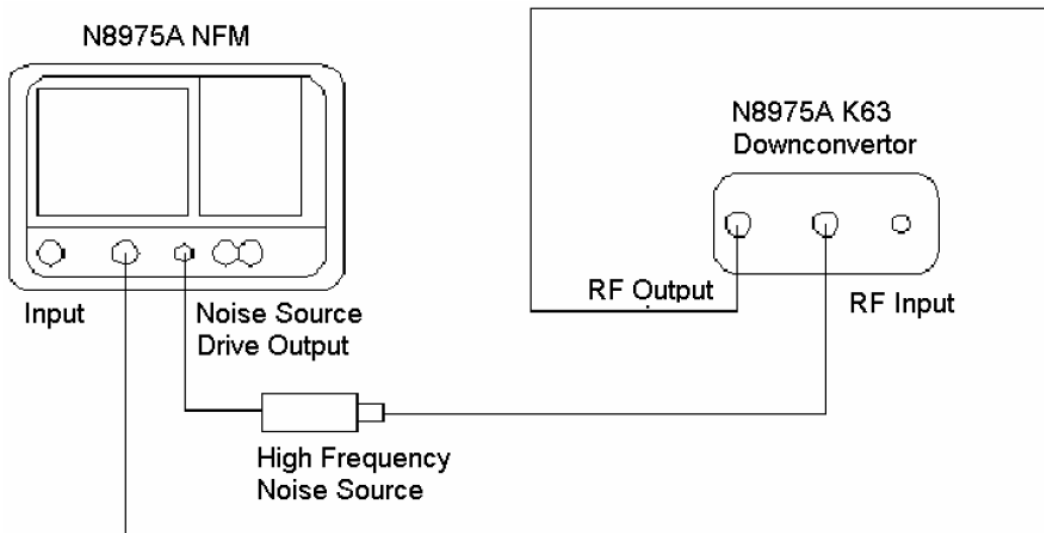 N8975A NFM
N8975A K63
Downconvertor
RF Output
RF Input
Input
Noise Source
Drive Output
High Frequency
Noise Source